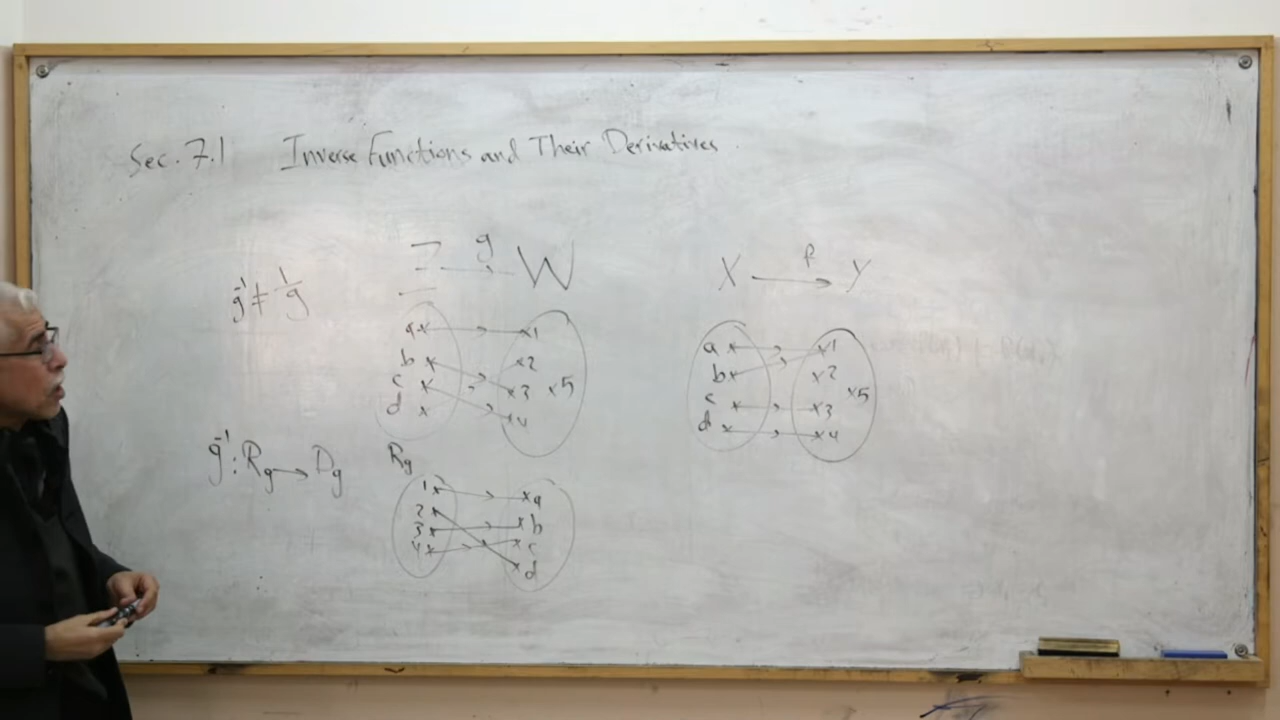 Sec. 7.1 Inverse Functions and Their Derivatives
Z g W
g⁻¹ ≠ 1/g
a 1
b 2
c 3 5
d 4
g⁻¹: Rg → Dg
Rg
1 a
2 b
3 c
4 d
X f Y
a 1
b 2
c 3 5
d 4